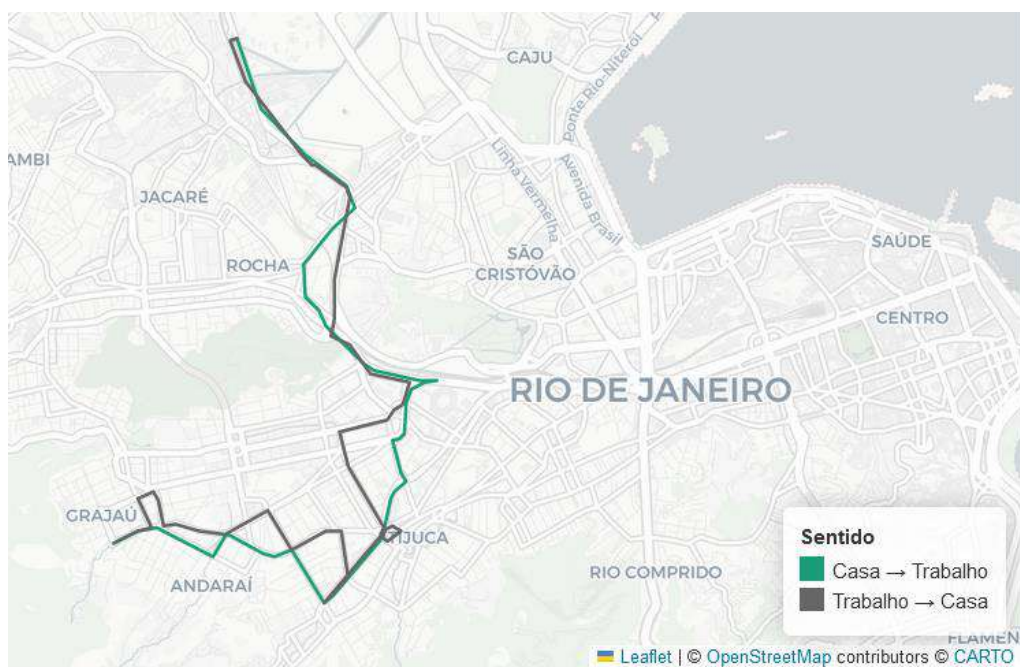 CAJU
Ponte Rio-Niterói
AMBI
Linha Vermelha
Avenida Brasil
JACARÉ
SAÚDE
ROCHA
SÃO
CRISTÓVÃO
CENTRO
RIO DE JANEIRO
GRAJAÚ
TIJUCA
ANDARAÍ
RIO COMPRIDO
Sentido
Casa → Trabalho
Trabalho → Casa
FLAMEN
Leaflet | © OpenStreetMap contributors © CARTO